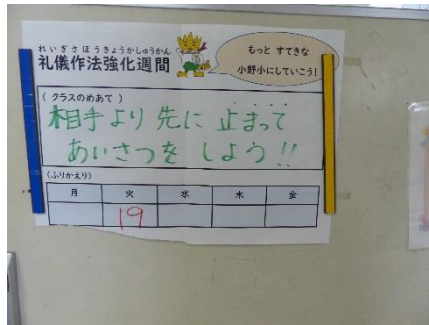 れいぎさほうきょうかしゅうかん
礼儀作法強化週間
もっと すてきな
小野小にしていこう!
(クラスのめあて)
相手より先に 止まって
あいさつを しよう!!
(ふりかえり)
月 火 水 木 金
19